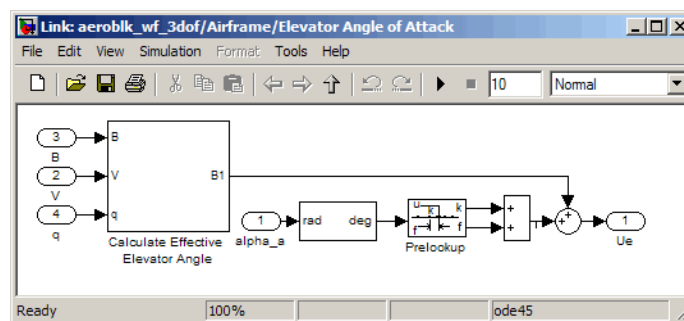 Link: aeroblk_wf_3dof/Airframe/Elevator Angle of Attack
File Edit View Simulation Format Tools Help
10 Normal
3
B
2
V
4
q
B
V
q
B1
Calculate Effective
Elevator Angle
1
alpha_a
rad deg
u k
k
f f
Prelookup
+
+
+
+
1
Ue
Ready 100% ode45